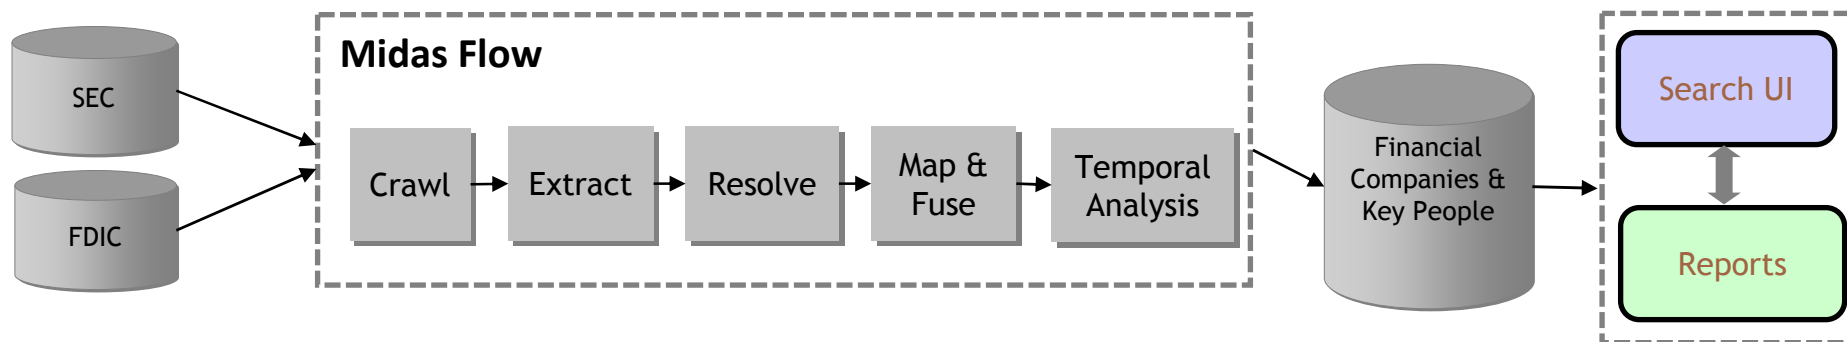 Midas Flow
SEC
FDIC
Crawl
Extract
Resolve
Map &
Fuse
Temporal
Analysis
Financial
Companies &
Key People
Search UI
Reports